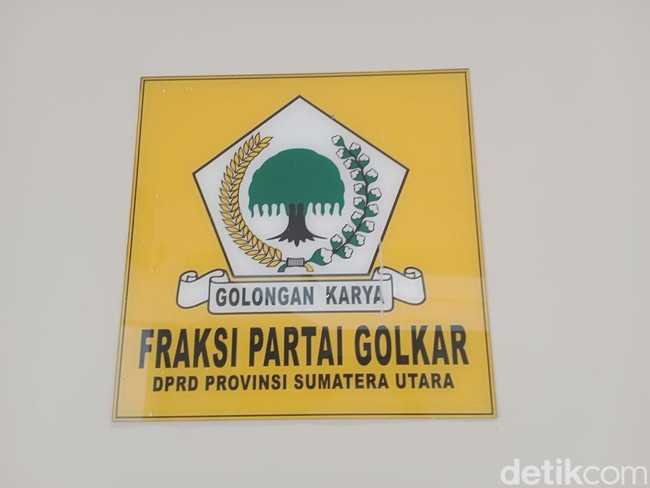 GOLONGAN KARYA
FRAKSI PARTAI GOLKAR
DPRD PROVINSI SUMATERA UTARA
detikcom